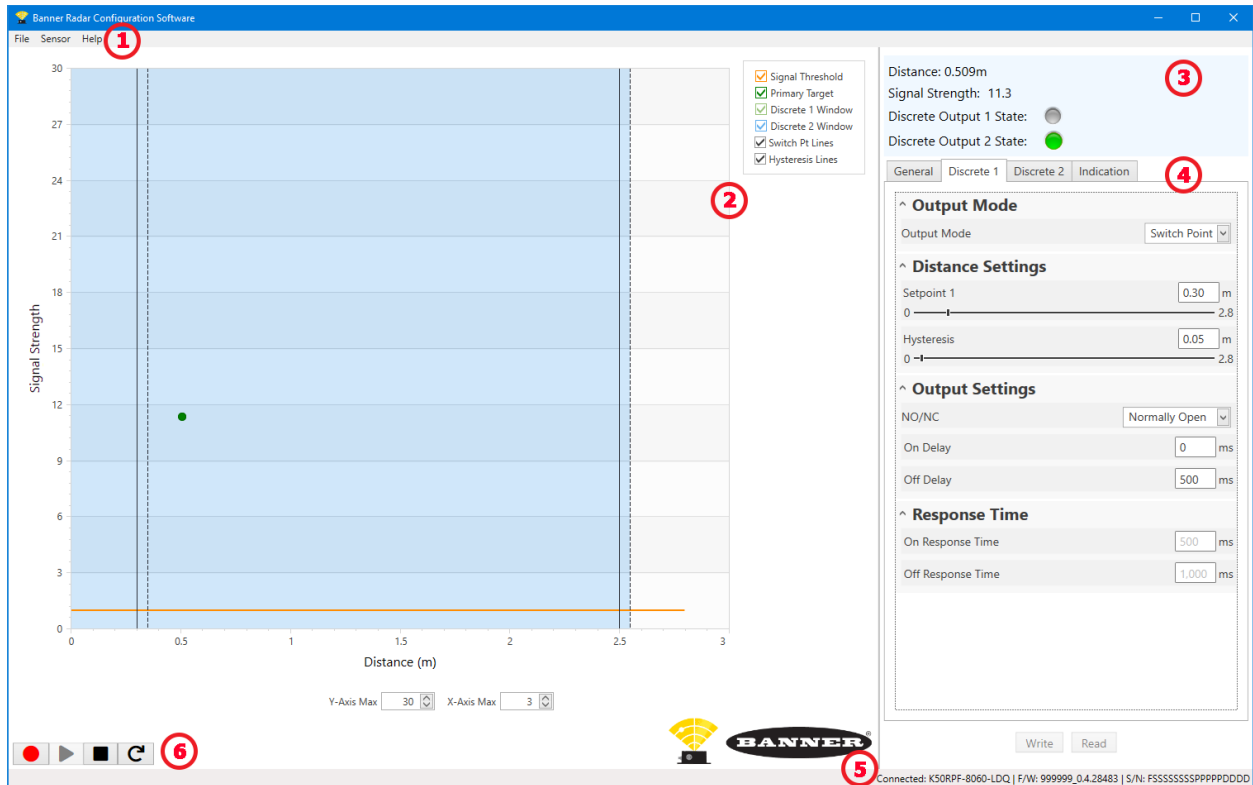 Banner Radar Configuration Software
File Sensor Help
1
30
27
24
21
18
15
12
9
6
3
0
Signal Strength
0 0.5 1 1.5 2 2.5 3
Distance (m)
Y-Axis Max 30 X-Axis Max 3
Signal Threshold
Primary Target
Discrete 1 Window
Discrete 2 Window
Switch Pt Lines
Hysteresis Lines
2
Distance: 0.509m
Signal Strength: 11.3
Discrete Output 1 State:
Discrete Output 2 State:
3
General Discrete 1 Discrete 2 Indication
4
Output Mode
Output Mode Switch Point
Distance Settings
Setpoint 1 0.30 m
0 2.8
Hysteresis 0.05 m
0 2.8
Output Settings
NO/NC Normally Open
On Delay 0 ms
Off Delay 500 ms
Response Time
On Response Time 500 ms
Off Response Time 1,000 ms
Write Read
6
BANNER®
5
Connected: K50RPF-8060-LDQ | F/W: 999999_0.4.28483 | S/N: FSSSSSSSSPPPPPDDDD